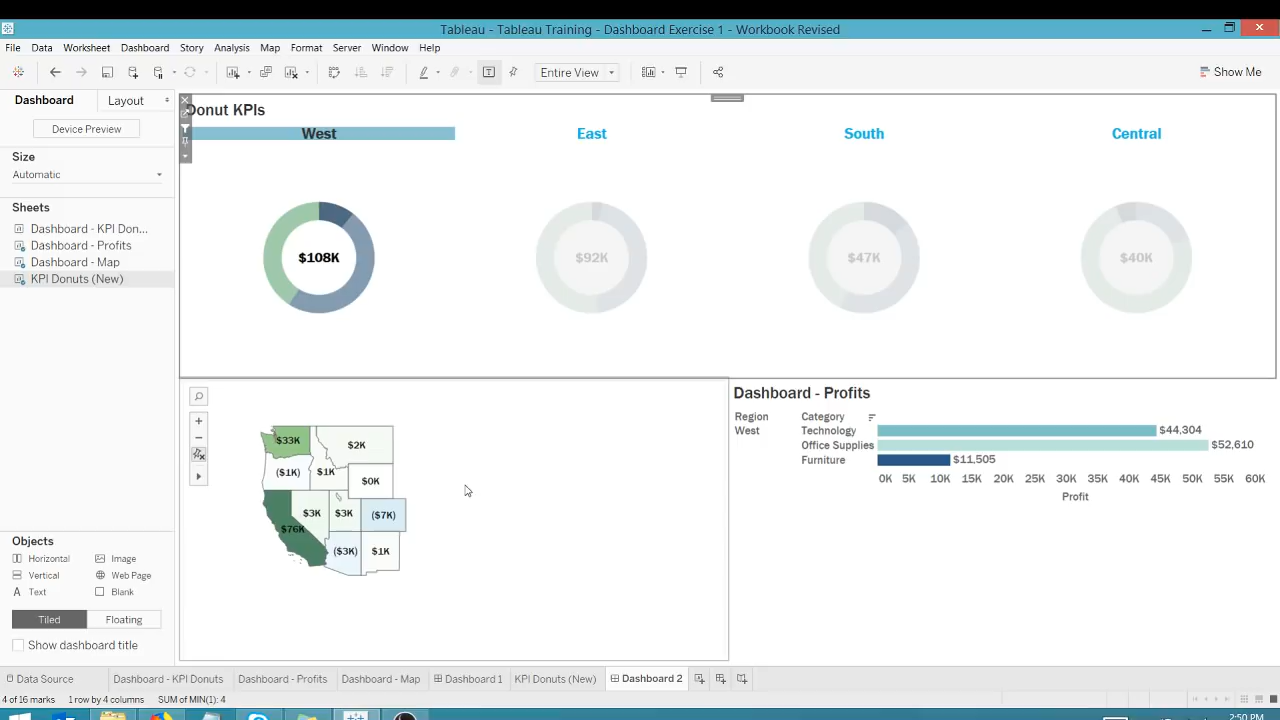 Tableau - Tableau Training - Dashboard Exercise 1 - Workbook Revised
File Data Worksheet Dashboard Story Analysis Map Format Server Window Help
Entire View
Show Me
Dashboard Layout
Device Preview
Size
Automatic
Sheets
Dashboard - KPI Don...
Dashboard - Profits
Dashboard - Map
KPI Donuts (New)
Objects
Horizontal Image
Vertical Web Page
A Text Blank
Tiled Floating
Show dashboard title
Donut KPIs
West East South Central
$108K $92K $47K $40K
$33K
$2K
($1K) $1K
$0K
$3K $3K ($7K)
$76K
($3K) $1K
Dashboard - Profits
Region Category
West Technology $44,304
Office Supplies $52,610
Furniture $11,505
0K 5K 10K 15K 20K 25K 30K 35K 40K 45K 50K 55K 60K
Profit
Data Source Dashboard - KPI Donuts Dashboard - Profits Dashboard - Map Dashboard 1 KPI Donuts (New) Dashboard 2
4 of 16 marks 1 row by 4 columns SUM of MIN(1): 4
2:50 PM